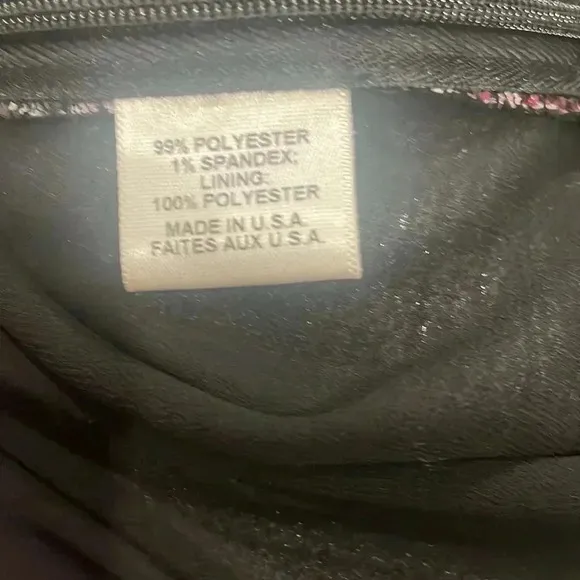 99% POLYESTER
1% SPANDEX;
LINING:
100% POLYESTER
MADE IN U.S.A.
FAITES AUX U.S.A.